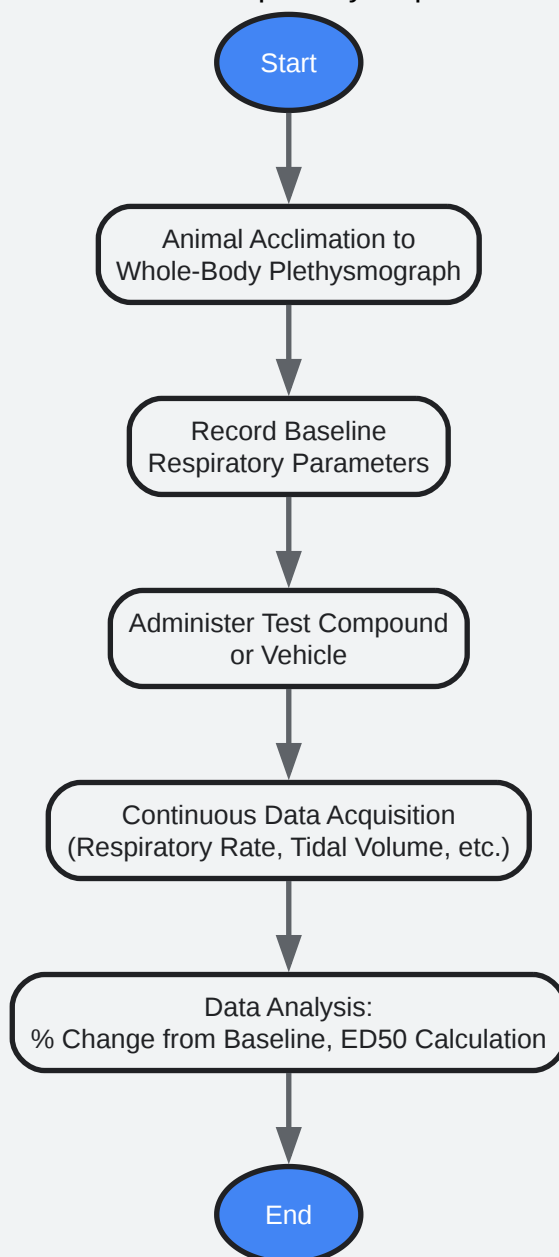 Start
Animal Acclimation to
Whole-Body Plethysmograph
Record Baseline
Respiratory Parameters
Administer Test Compound
or Vehicle
Continuous Data Acquisition
(Respiratory Rate, Tidal Volume, etc.)
Data Analysis:
% Change from Baseline, ED50 Calculation
End